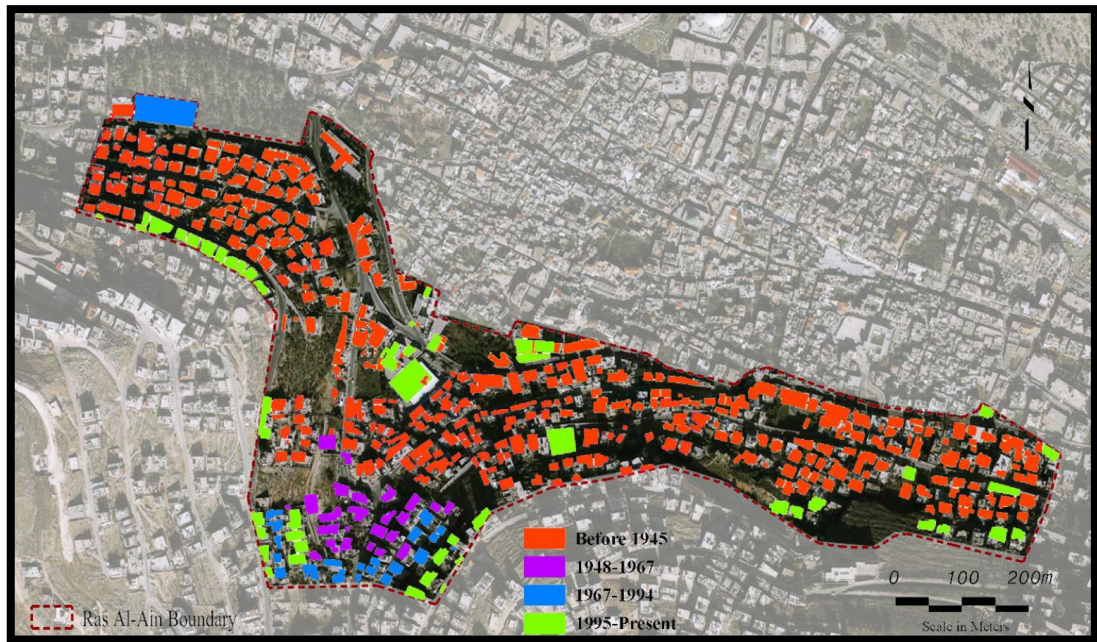 Before 1945
1948-1967
1967-1994
1995-Present
Ras Al-Ain Boundary
0 100 200m
Scale in Meters